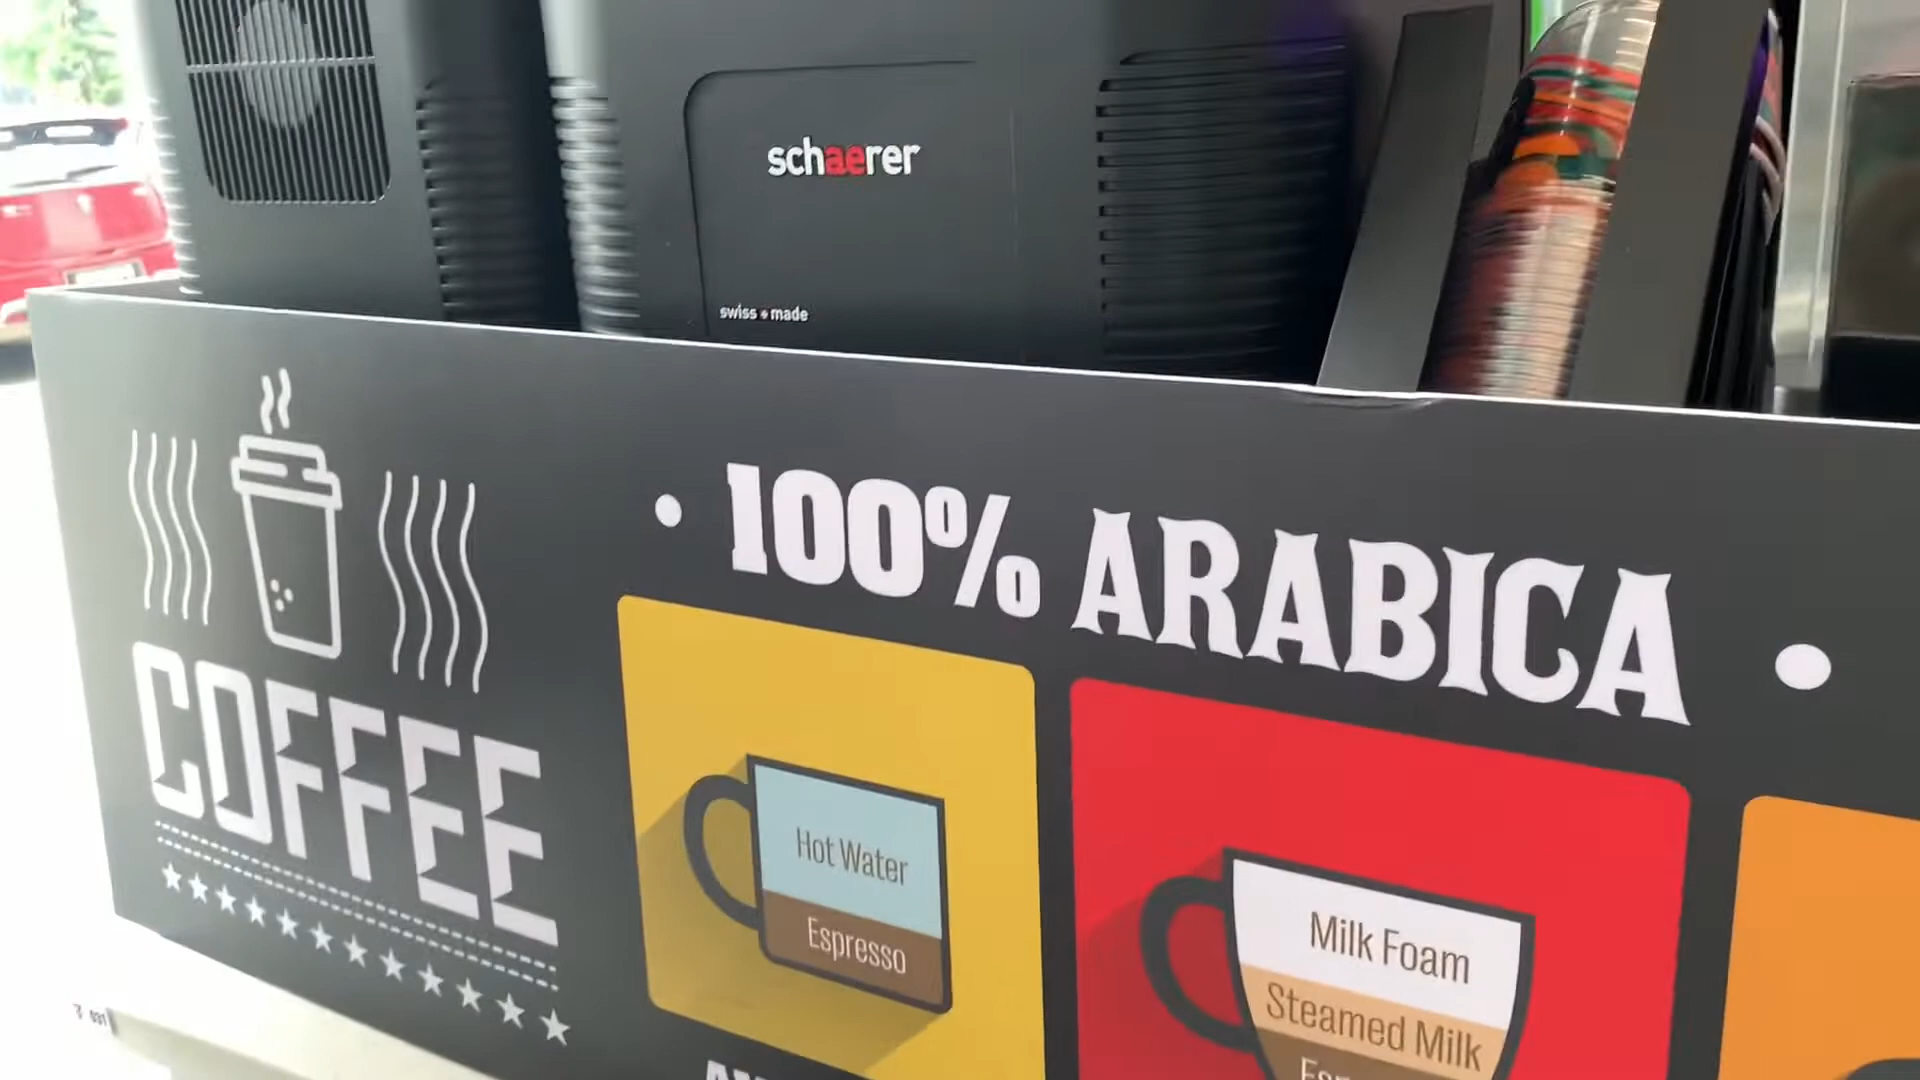 schaerer
swiss + made
COFFEE
100% ARABICA
Hot Water
Espresso
Milk Foam
Steamed Milk